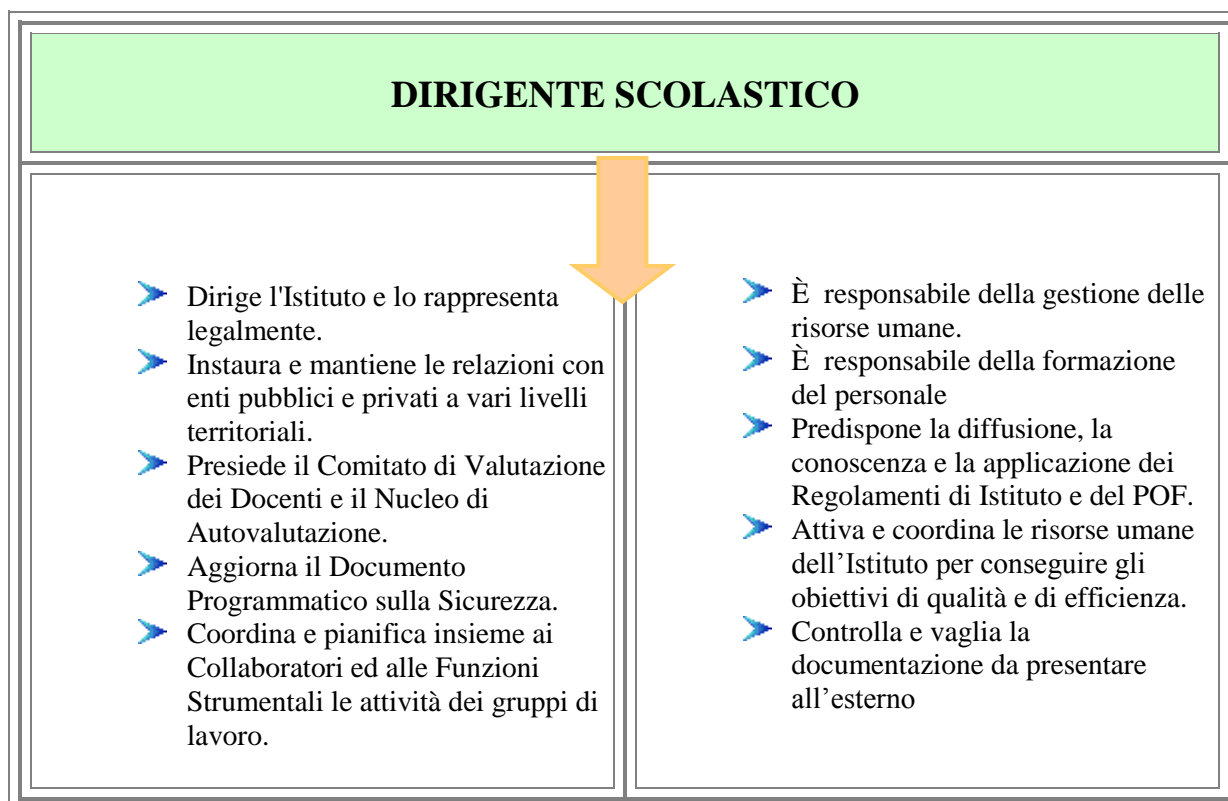 DIRIGENTE SCOLASTICO
Dirige l'Istituto e lo rappresenta
legalmente.
Instaura e mantiene le relazioni con
enti pubblici e privati a vari livelli
territoriali.
Presiede il Comitato di Valutazione
dei Docenti e il Nucleo di
Autovalutazione.
Aggiorna il Documento
Programmatico sulla Sicurezza.
Coordina e pianifica insieme ai
Collaboratori ed alle Funzioni
Strumentali le attività dei gruppi di
lavoro.
È responsabile della gestione delle
risorse umane.
È responsabile della formazione
del personale
Predispone la diffusione, la
conoscenza e la applicazione dei
Regolamenti di Istituto e del POF.
Attiva e coordina le risorse umane
dell’Istituto per conseguire gli
obiettivi di qualità e di efficienza.
Controlla e vaglia la
documentazione da presentare
all’esterno